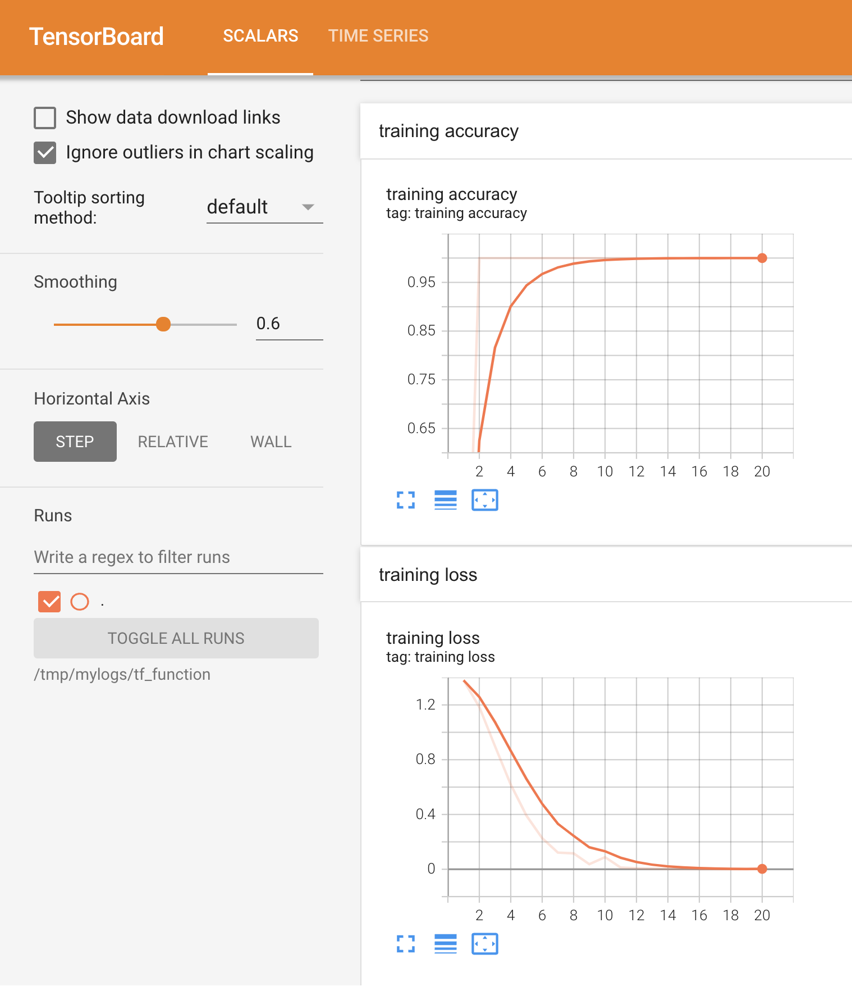 TensorBoard SCALARS TIME SERIES
Show data download links
Ignore outliers in chart scaling
Tooltip sorting
method:
default
Smoothing
0.6
Horizontal Axis
STEP RELATIVE WALL
Runs
Write a regex to filter runs
.
TOGGLE ALL RUNS
/tmp/mylogs/tf_function
training accuracy
training accuracy
tag: training accuracy
0.95
0.85
0.75
0.65
2 4 6 8 10 12 14 16 18 20
training loss
training loss
tag: training loss
1.2
0.8
0.4
0
2 4 6 8 10 12 14 16 18 20